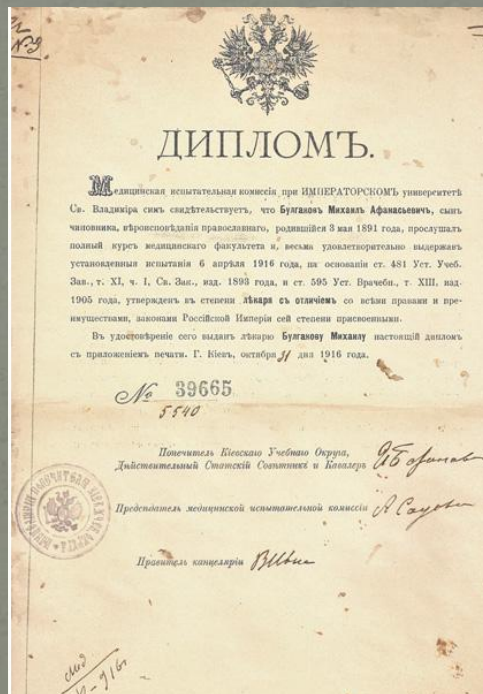 № 9
ДИПЛОМЪ.
Медицинская испытательная комиссія при ИМПЕРАТОРСКОМЪ университетѣ
Св. Владиміра симъ свидѣтельствуетъ, что Булгаковъ Михаилъ Афанасьевичъ, сынъ
чиновника, вѣроисповѣданія православнаго, родившійся 3 мая 1891 года, прослушалъ
полный курсъ медицинскаго факультета и, весьма удовлетворительно выдержавъ
установленныя испытанія 6 апрѣля 1916 года, на основаніи ст. 481 Уст. Учеб.
Зав., т. XI, ч. I, Св. Зак., изд. 1893 года, и ст. 595 Уст. Врачебн., т. XIII, изд.
1905 года, утвержденъ въ степени лѣкаря съ отличіемъ со всѣми правами и пре-
имуществами, законами Россійской Имперіи сей степени присвоенными.
Въ удостовѣреніе сего выданъ лѣкарю Булгакову Михаилу настоящій дипломъ
съ приложеніемъ печати. Г. Кіевъ, октября 31 дня 1916 года.
№ 39665
5540
Попечитель Кіевскаго Учебнаго Округа,
Дѣйствительный Статскій Совѣтникъ и Кавалеръ
Предсѣдатель медицинской испытательной комиссіи
Правитель канцеляріи